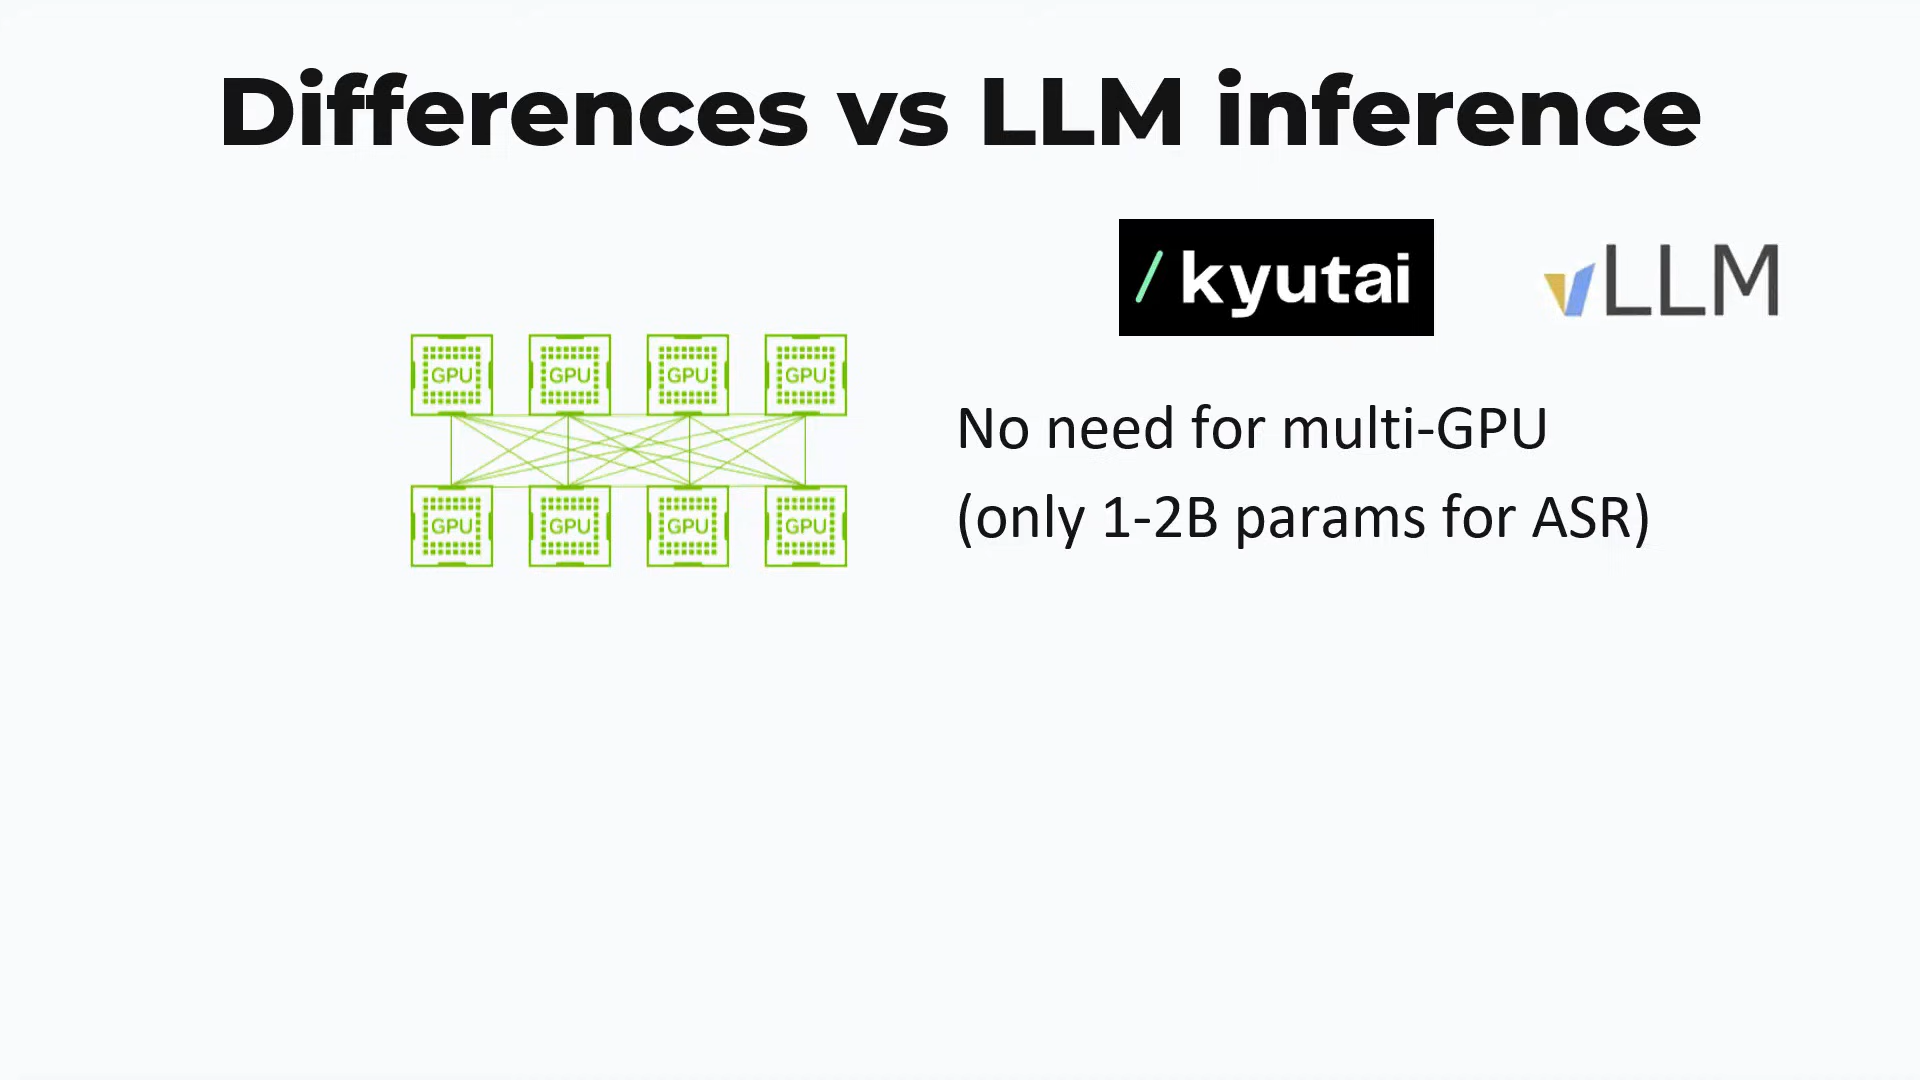 Differences vs LLM inference
/ kyutai
vLLM
GPU GPU GPU GPU
No need for multi-GPU
(only 1-2B params for ASR)
GPU GPU GPU GPU